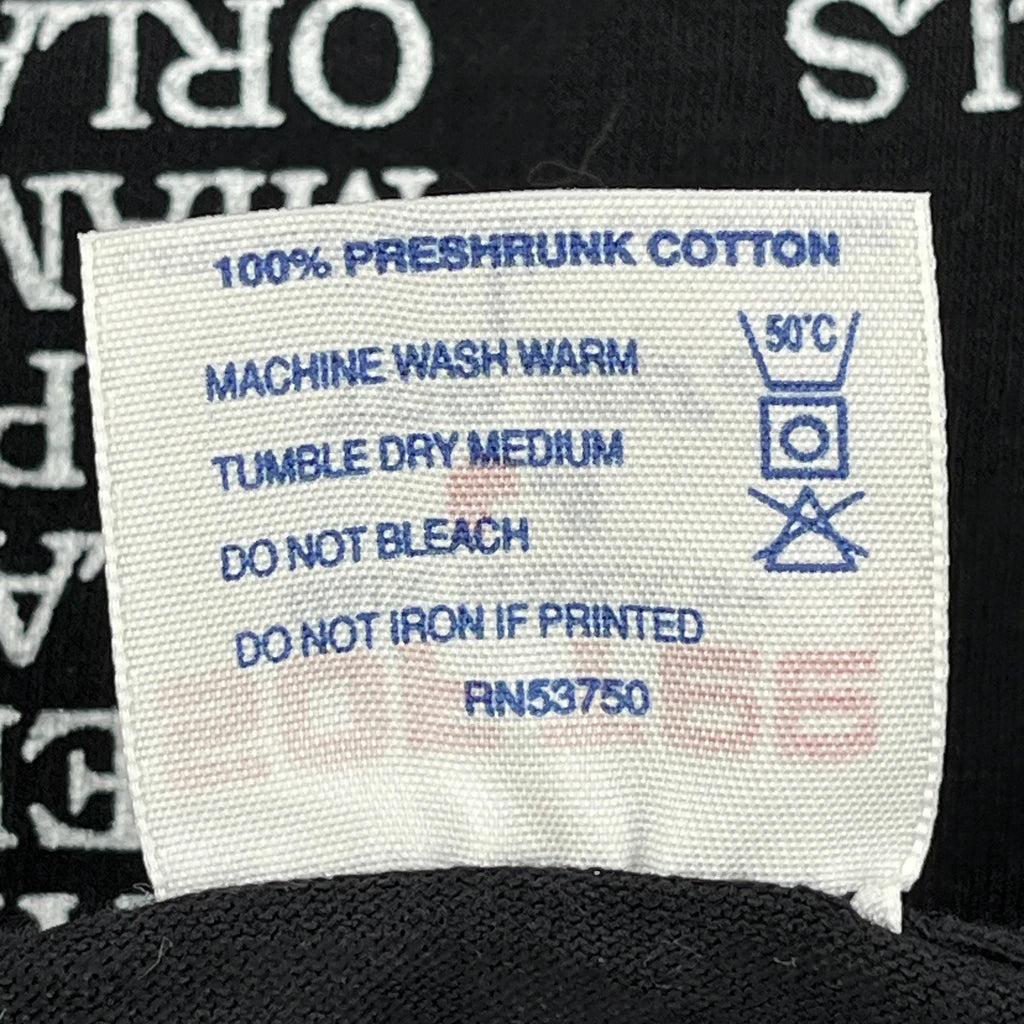 100% PRESHRUNK COTTON
MACHINE WASH WARM
50°C
TUMBLE DRY MEDIUM
DO NOT BLEACH
DO NOT IRON IF PRINTED
RN53750